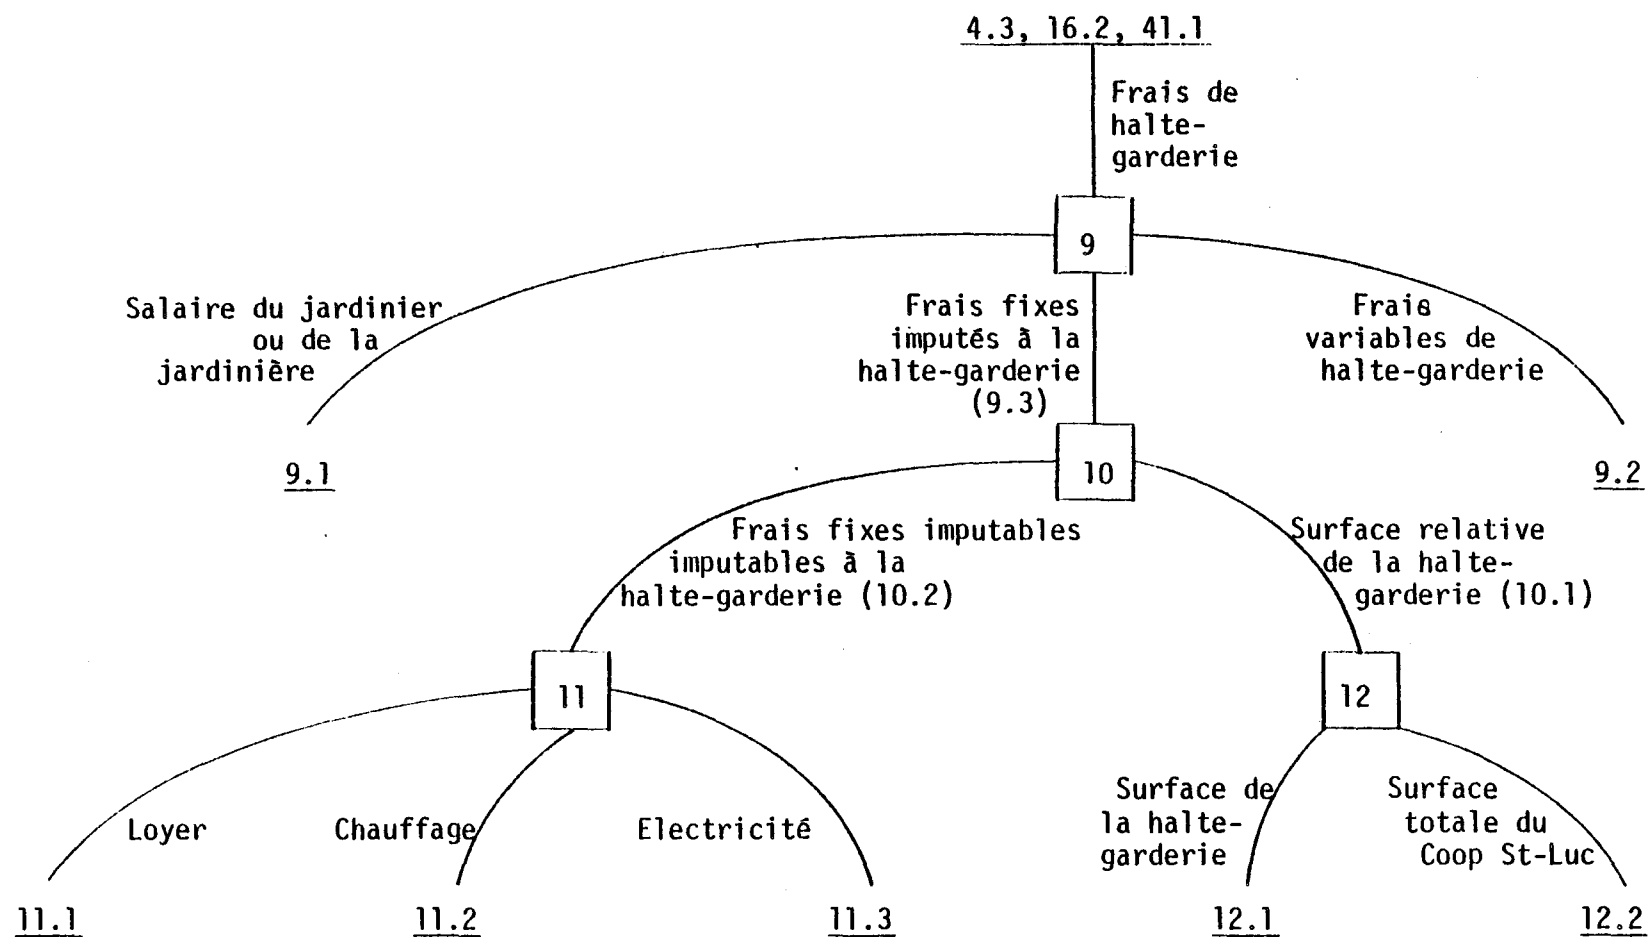 4.3, 16.2, 41.1
Frais de
halte-
garderie
9
Salaire du jardinier
ou de la
jardinière
Frais fixes
imputés à la
halte-garderie
(9.3)
Frais
variables de
halte-garderie
9.1
10
9.2
Frais fixes imputables
imputables à la
halte-garderie (10.2)
Surface relative
de la halte-
garderie (10.1)
11
12
Loyer
Chauffage
Electricité
Surface de
la halte-
garderie
Surface
totale du
Coop St-Luc
11.1
11.2
11.3
12.1
12.2